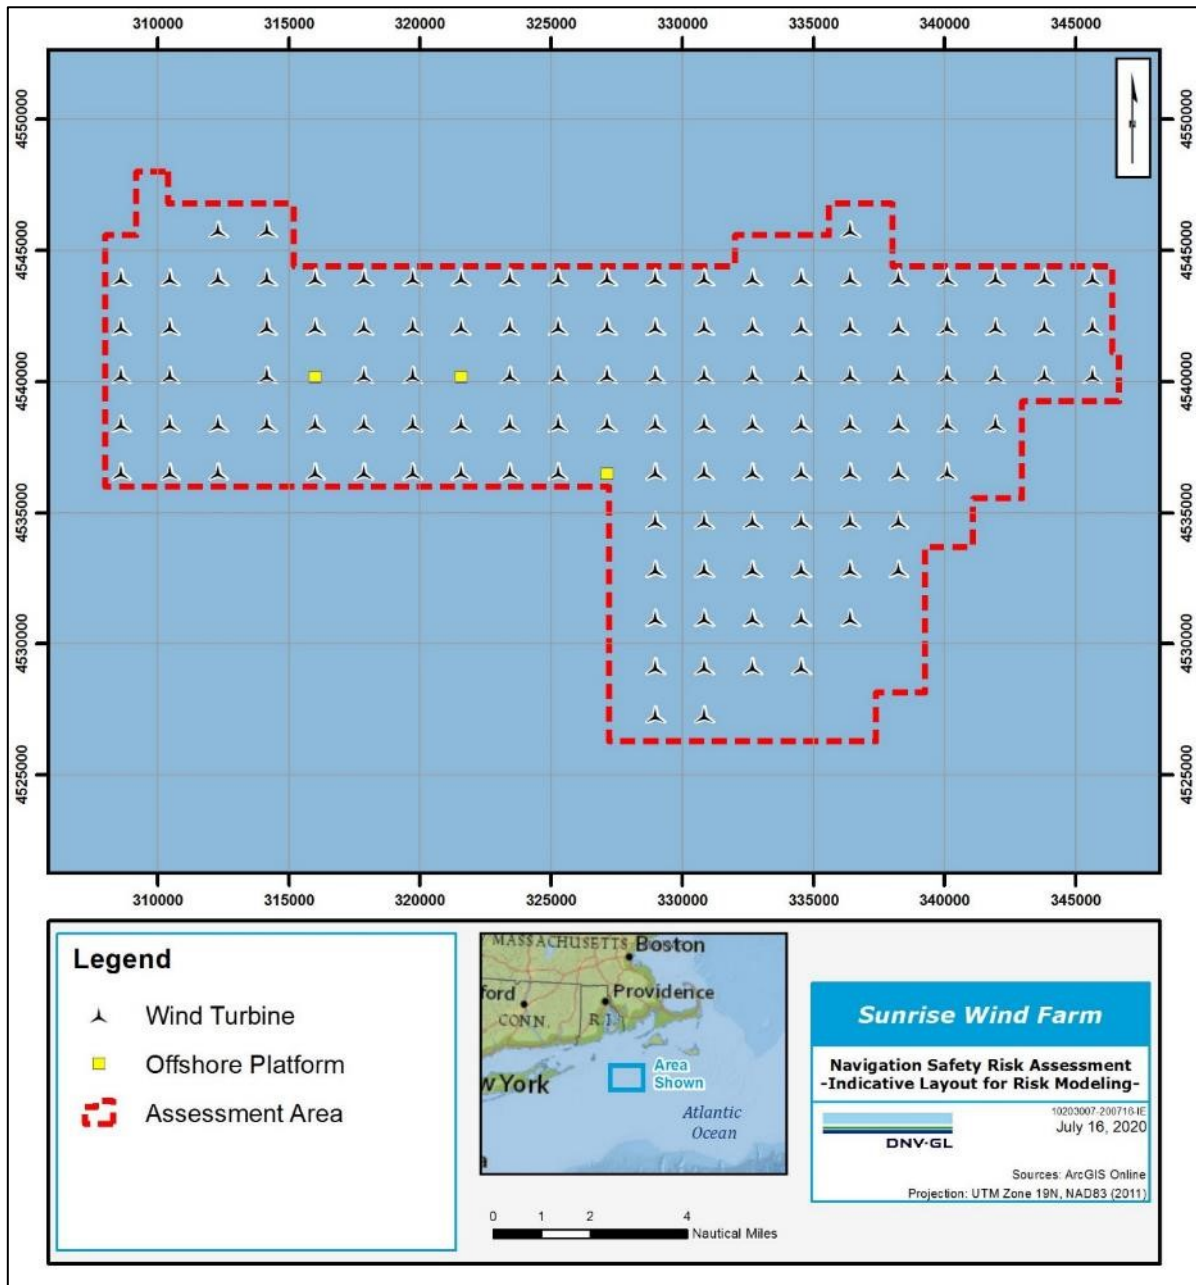 310000 315000 320000 325000 330000 335000 340000 345000
4550000 4550000
4545000 4545000
4540000 4540000
4535000 4535000
4530000 4530000
4525000 4525000
310000 315000 320000 325000 330000 335000 340000 345000
Legend
Wind Turbine
Offshore Platform
Assessment Area
MASSACHUSETTS Boston
ford Providence
CONN. R.I.
w York
Area
Shown
Atlantic
Ocean
0 1 2 4
Nautical Miles
Sunrise Wind Farm
Navigation Safety Risk Assessment
-Indicative Layout for Risk Modeling-
10203007-200716-IE
July 16, 2020
DNV·GL
Sources: ArcGIS Online
Projection: UTM Zone 19N, NAD83 (2011)